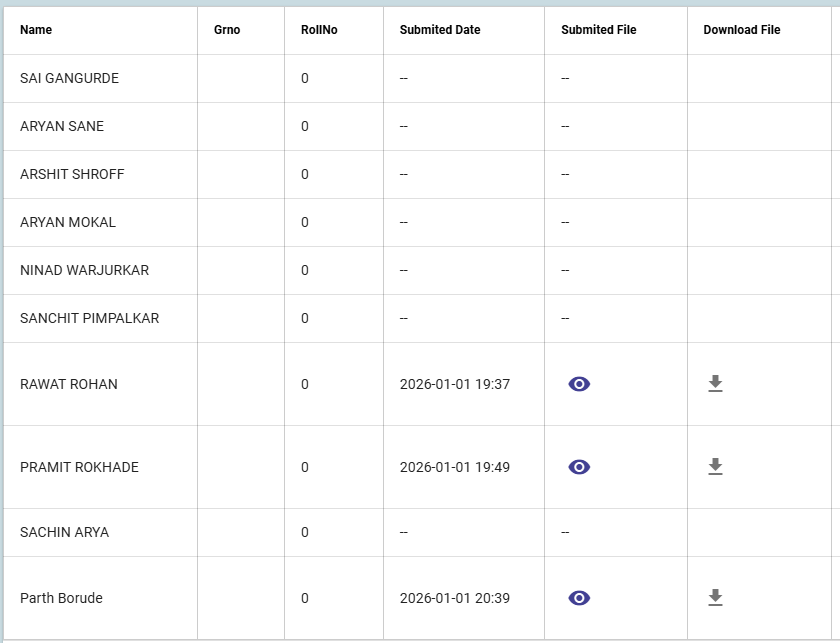 Name Grno RollNo Submited Date Submited File Download File
SAI GANGURDE 0 -- --
ARYAN SANE 0 -- --
ARSHIT SHROFF 0 -- --
ARYAN MOKAL 0 -- --
NINAD WARJURKAR 0 -- --
SANCHIT PIMPALKAR 0 -- --
RAWAT ROHAN 0 2026-01-01 19:37
PRAMIT ROKHADE 0 2026-01-01 19:49
SACHIN ARYA 0 -- --
Parth Borude 0 2026-01-01 20:39